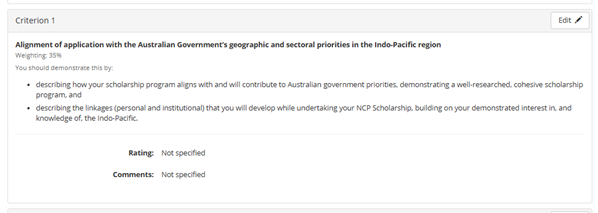 Criterion 1
Edit
Alignment of application with the Australian Government's geographic and sectoral priorities in the Indo-Pacific region
Weighting: 35%
You should demonstrate this by:
• describing how your scholarship program aligns with and will contribute to Australian government priorities, demonstrating a well-researched, cohesive scholarship
program, and
• describing the linkages (personal and institutional) that you will develop while undertaking your NCP Scholarship, building on your demonstrated interest in, and
knowledge of, the Indo-Pacific.
Rating: Not specified
Comments: Not specified